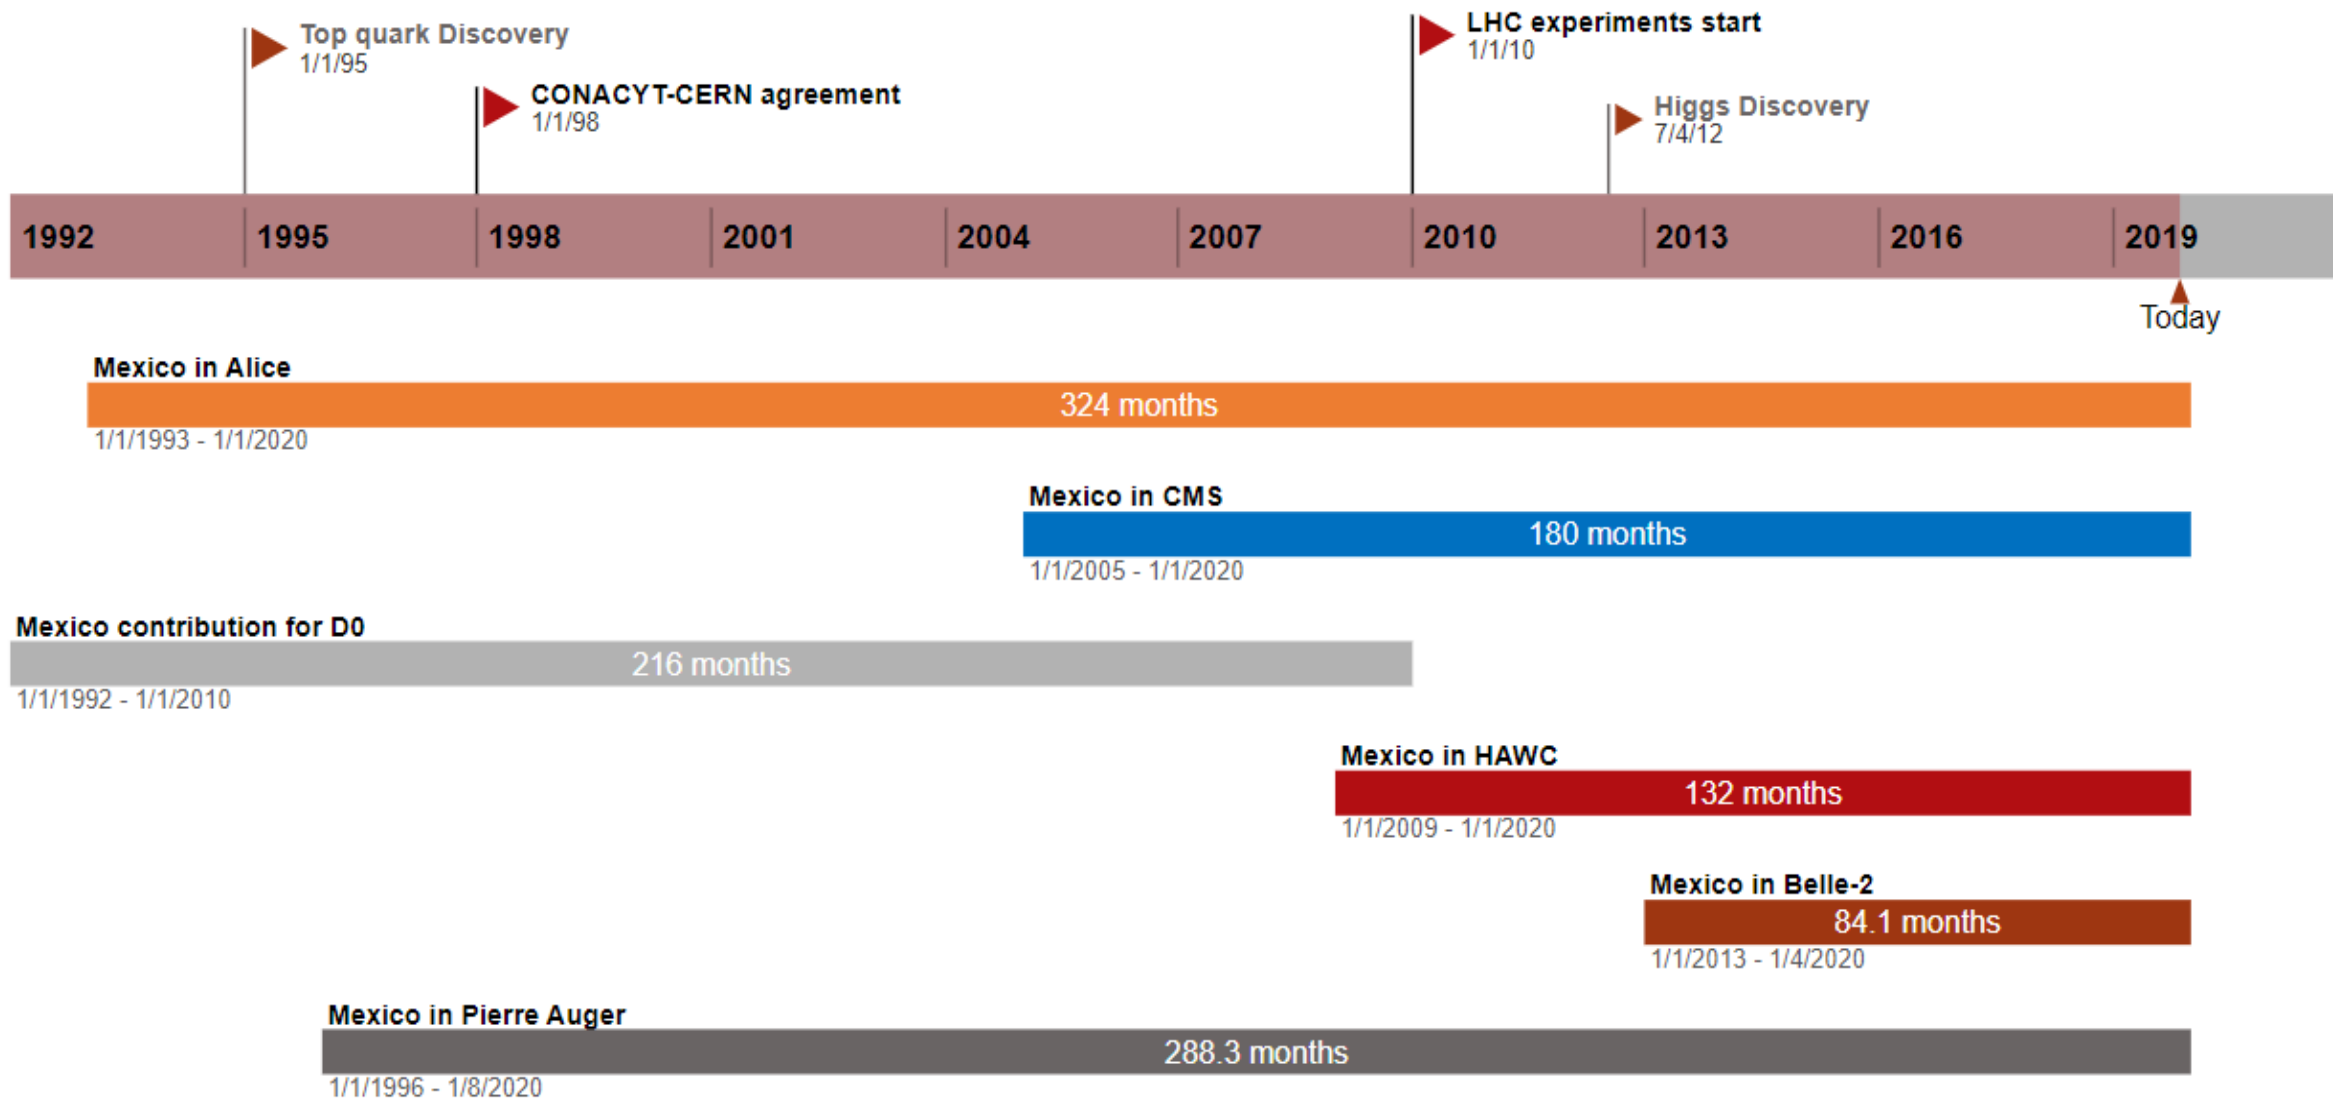 Top quark Discovery
1/1/95
CONACYT-CERN agreement
1/1/98
LHC experiments start
1/1/10
Higgs Discovery
7/4/12
1992 1995 1998 2001 2004 2007 2010 2013 2016 2019
Today
Mexico in Alice
324 months
1/1/1993 - 1/1/2020
Mexico in CMS
180 months
1/1/2005 - 1/1/2020
Mexico contribution for D0
216 months
1/1/1992 - 1/1/2010
Mexico in HAWC
132 months
1/1/2009 - 1/1/2020
Mexico in Belle-2
84.1 months
1/1/2013 - 1/4/2020
Mexico in Pierre Auger
288.3 months
1/1/1996 - 1/8/2020